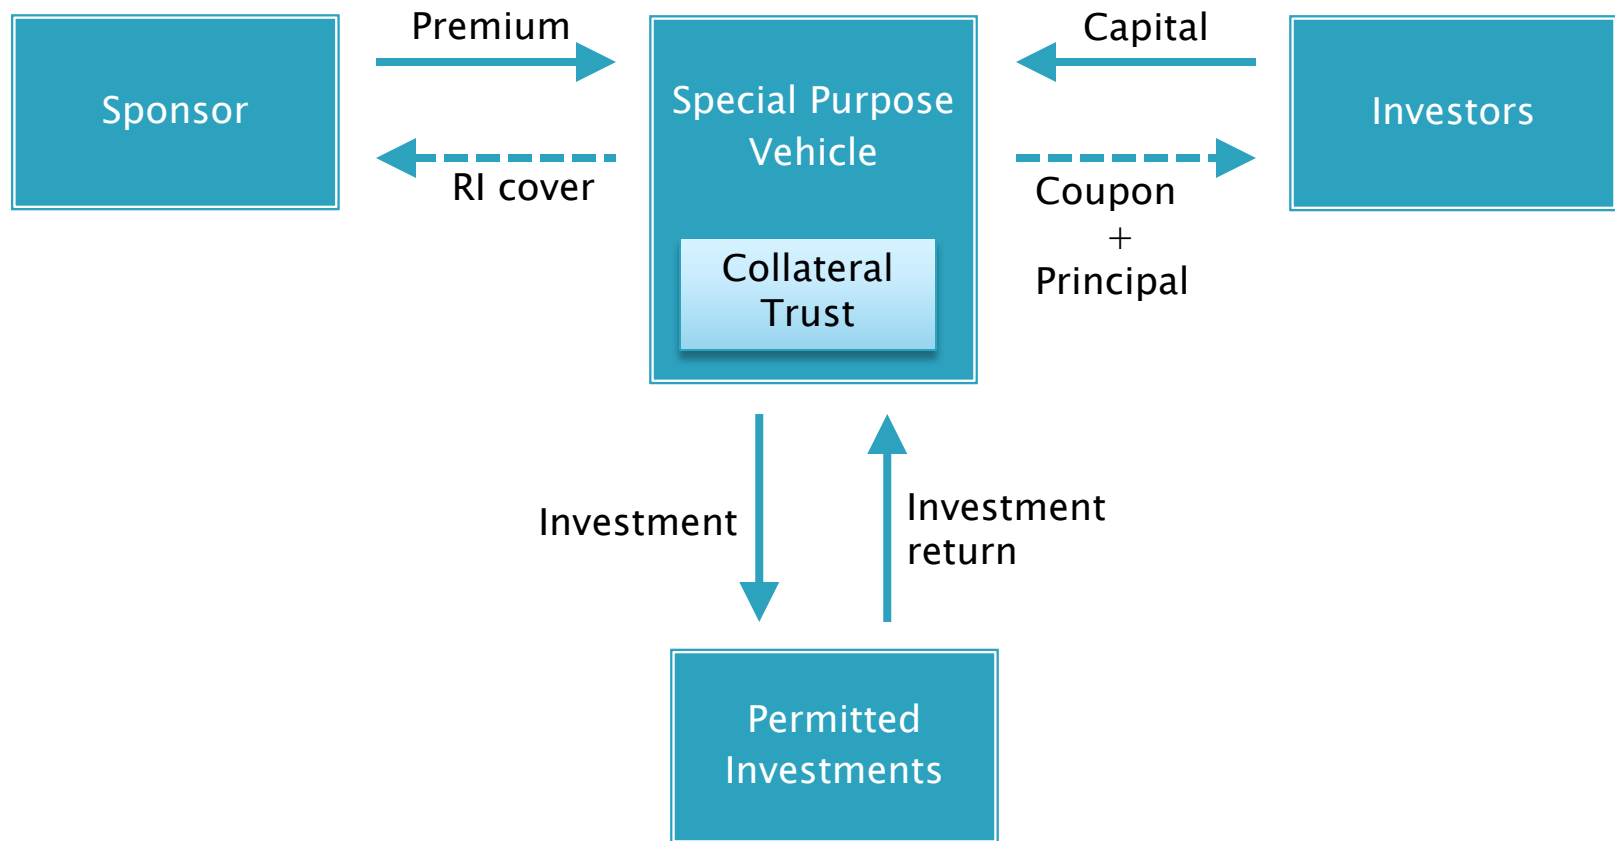 Premium
Capital
Sponsor
Special Purpose
Vehicle
Investors
RI cover
Coupon
+
Principal
Collateral
Trust
Investment
Investment
return
Permitted
Investments